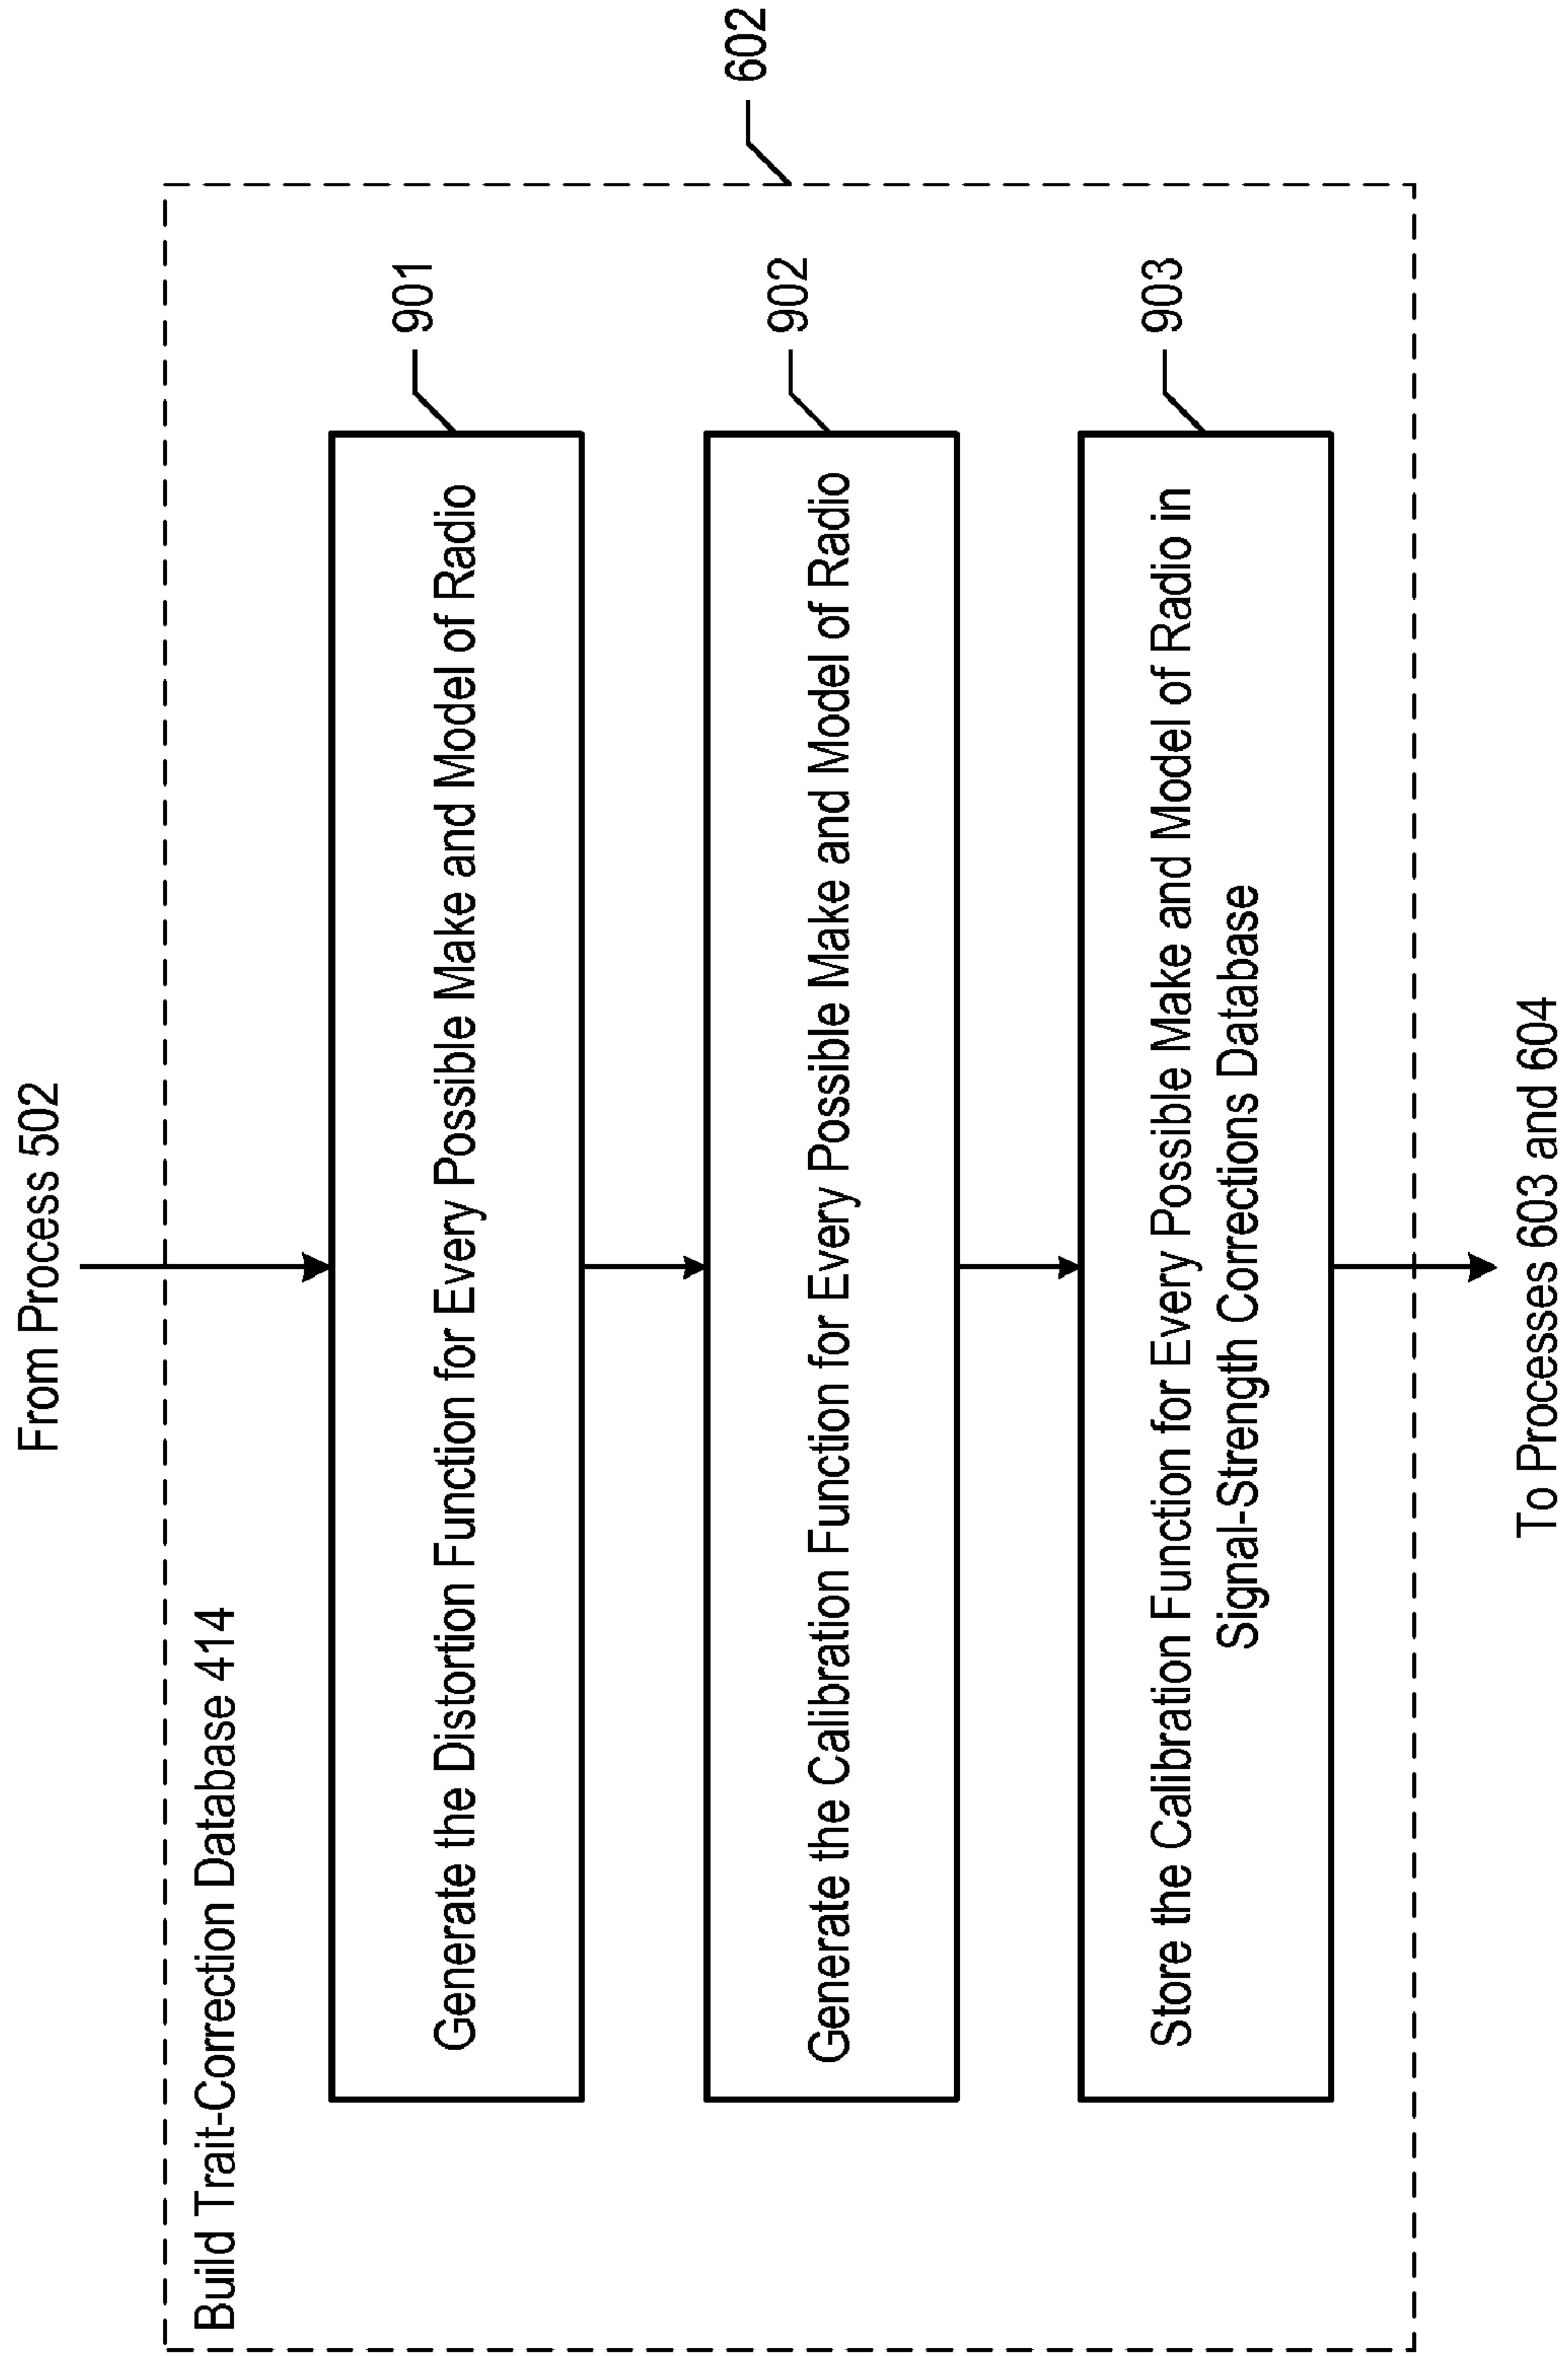 From Process 502
Build Trait-Correction Database 414
602
901
Generate the Distortion Function for Every Possible Make and Model of Radio
902
Generate the Calibration Function for Every Possible Make and Model of Radio
903
Store the Calibration Function for Every Possible Make and Model of Radio in
Signal-Strength Corrections Database
To Processes 603 and 604